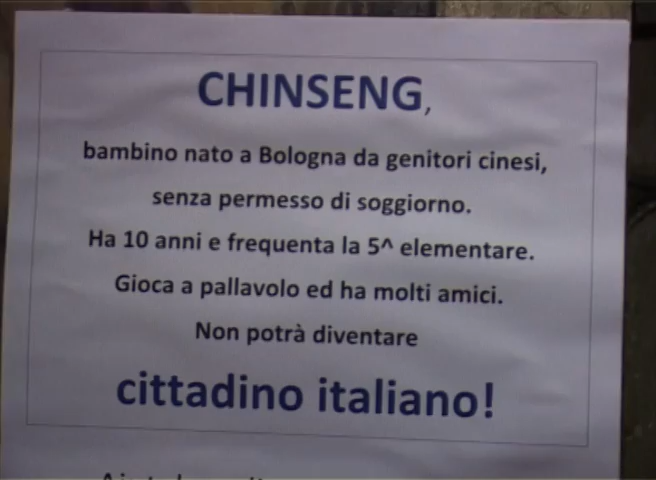 CHINSENG,
bambino nato a Bologna da genitori cinesi,
senza permesso di soggiorno.
Ha 10 anni e frequenta la 5^ elementare.
Gioca a pallavolo ed ha molti amici.
Non potrà diventare
cittadino italiano!